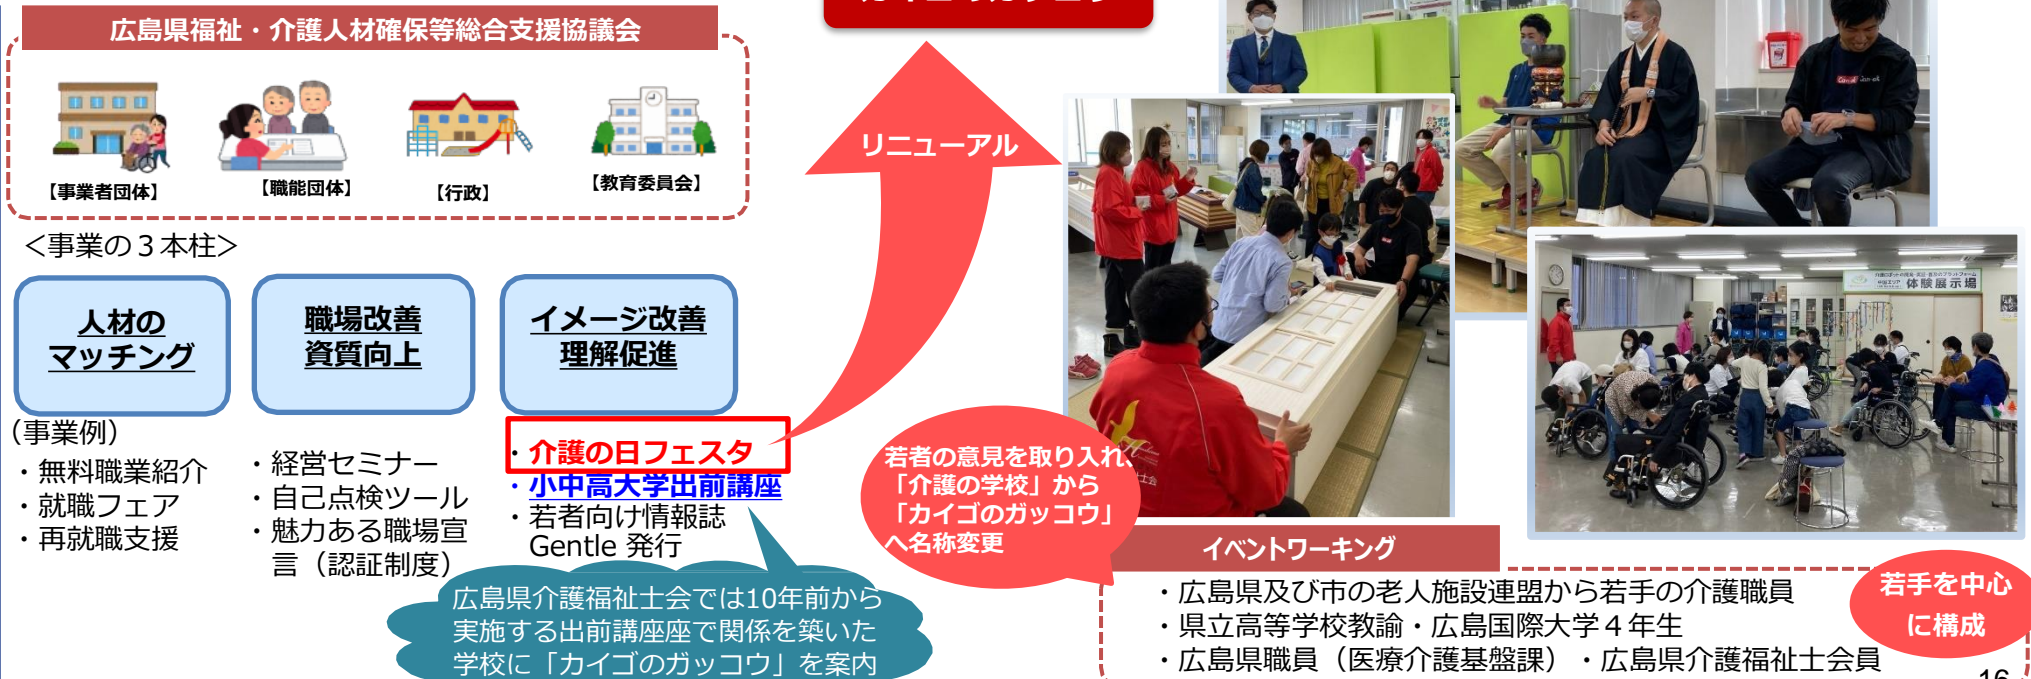 広島県福祉・介護人材確保等総合支援協議会
【事業者団体】
【職能団体】
【行政】
【教育委員会】
＜事業の３本柱＞
人材の
マッチング
職場改善
資質向上
イメージ改善
理解促進
（事業例）
・無料職業紹介
・就職フェア
・再就職支援
・経営セミナー
・自己点検ツール
・魅力ある職場宣
言（認証制度）
・介護の日フェスタ
・小中高大学出前講座
・若者向け情報誌
Gentle 発行
広島県介護福祉士会では10年前から
実施する出前講座座で関係を築いた
学校に「カイゴのガッコウ」を案内
リニューアル
体験展示場
若者の意見を取り入れ、
「介護の学校」から
「カイゴのガッコウ」
へ名称変更
イベントワーキング
・広島県及び市の老人施設連盟から若手の介護職員
・県立高等学校教諭・広島国際大学４年生
・広島県職員（医療介護基盤課）・広島県介護福祉士会員
若手を中心
に構成
16